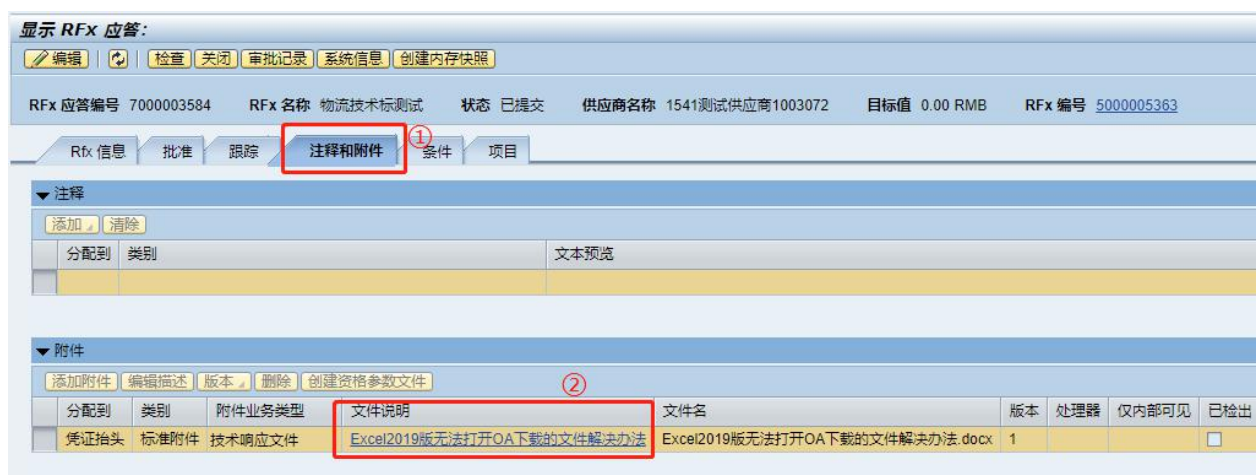 显示 RFx 应答:
编辑 检查 关闭 审批记录 系统信息 创建内存快照
RFx 应答编号 7000003584 RFx 名称 物流技术标测试 状态 已提交 供应商名称 1541测试供应商1003072 目标值 0.00 RMB RFx 编号 5000005363
Rfx 信息 批准 跟踪 注释和附件 ① 条件 项目
注释
添加 清除
分配到 类别 文本预览
附件
添加附件 编辑描述 版本 删除 创建资格参数文件 ②
分配到 类别 附件业务类型 文件说明 文件名 版本 处理器 仅内部可见 已检出
凭证抬头 标准附件 技术响应文件 Excel2019版无法打开OA下载的文件解决办法 Excel2019版无法打开OA下载的文件解决办法.docx 1